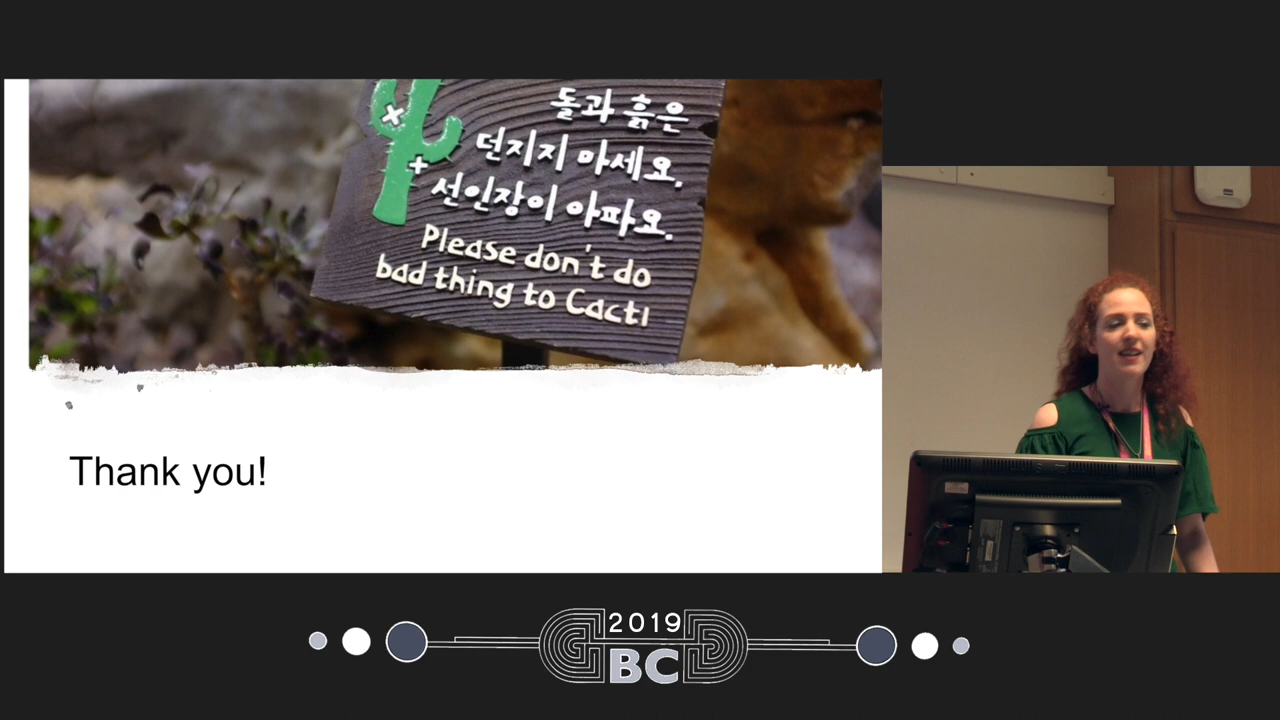 돌과 흙은
던지지 마세요.
선인장이 아파요.
Please don't do
bad thing to Cacti
Thank you!
2019
BC